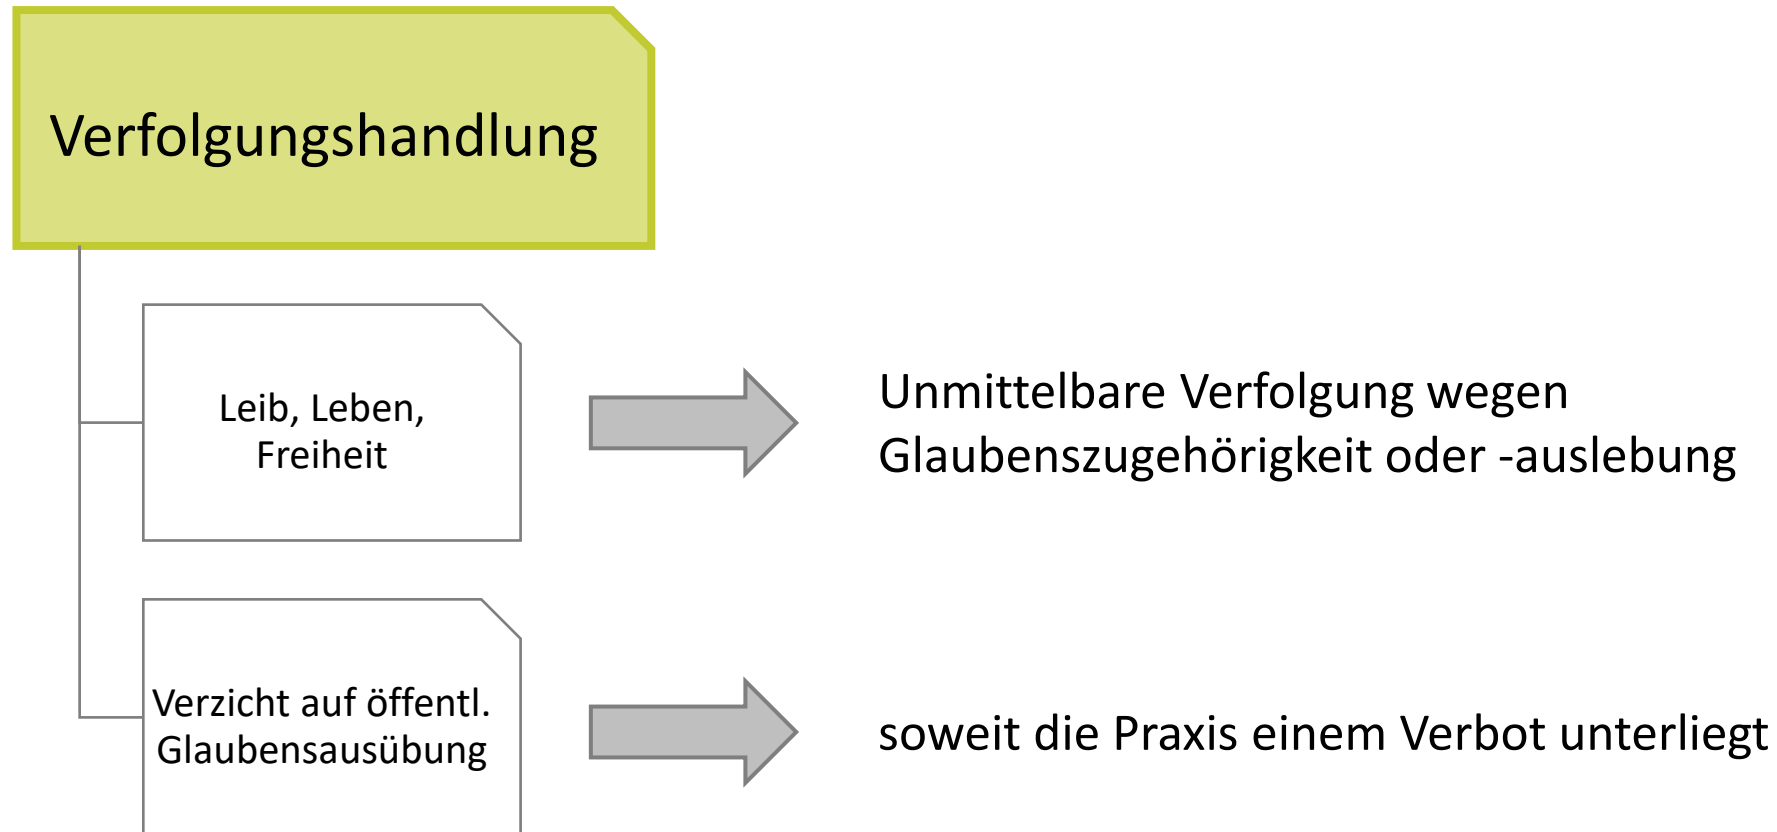 Verfolgungshandlung
Leib, Leben,
Freiheit
Unmittelbare Verfolgung wegen
Glaubenszugehörigkeit oder -auslebung
Verzicht auf öffentl.
Glaubensausübung
soweit die Praxis einem Verbot unterliegt